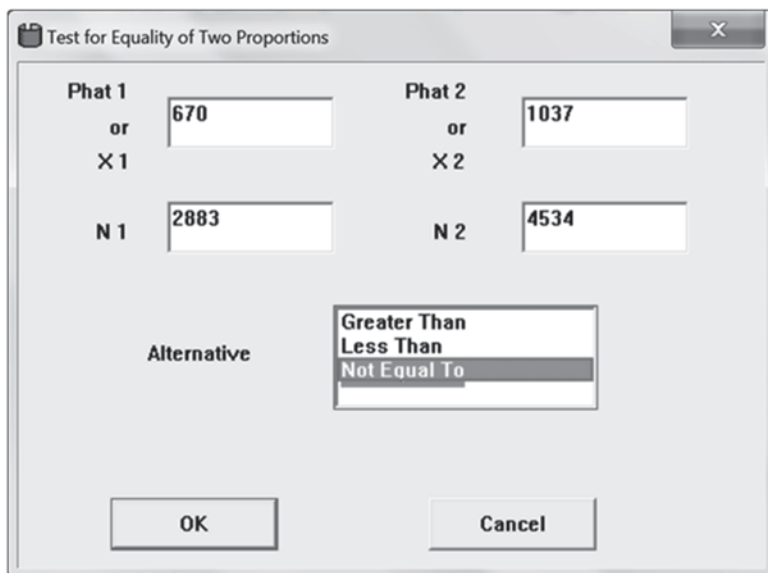 Test for Equality of Two Proportions
Phat 1
or
X 1
670
Phat 2
or
X 2
1037
N 1
2883
N 2
4534
Alternative
Greater Than
Less Than
Not Equal To
OK
Cancel